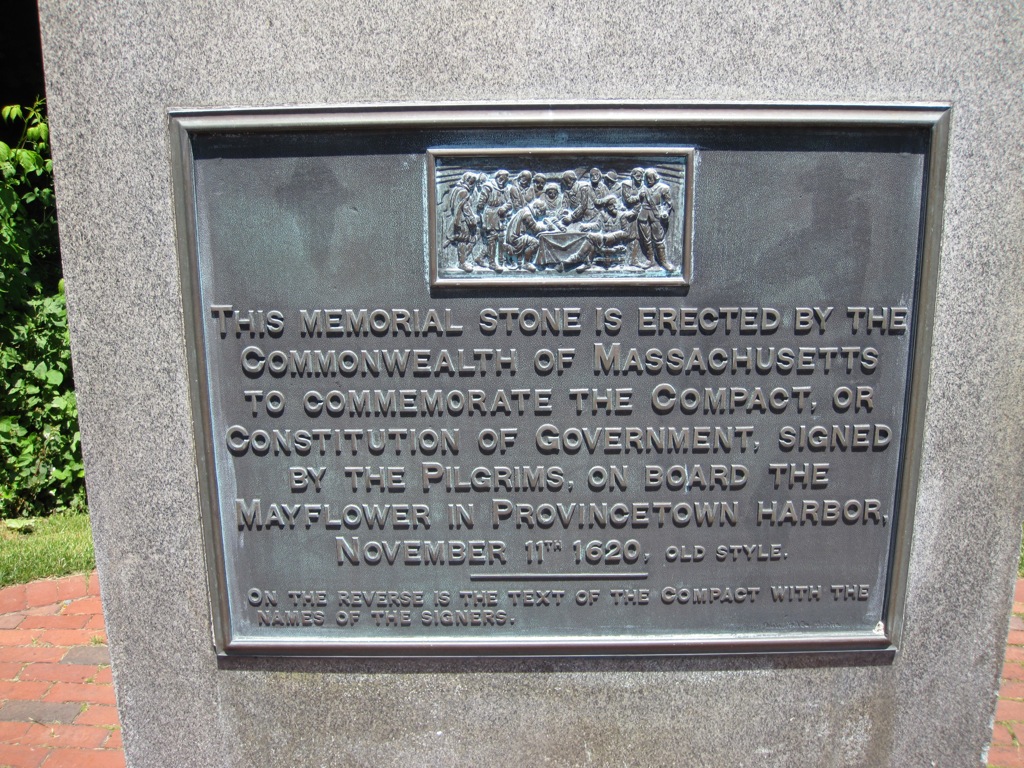 This memorial stone is erected by the
Commonwealth of Massachusetts
to commemorate the Compact, or
Constitution of Government, signed
by the Pilgrims, on board the
Mayflower in Provincetown harbor,
November 11th 1620, old style.
On the reverse is the text of the Compact with the
names of the signers.